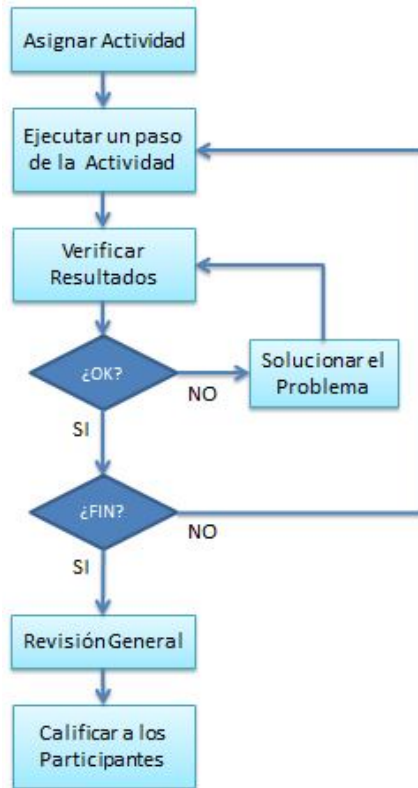 Asignar Actividad
Ejecutar un paso
de la Actividad
Verificar
Resultados
¿OK?
NO
Solucionar el
Problema
SI
¿FIN?
NO
SI
Revisión General
Calificar a los
Participantes